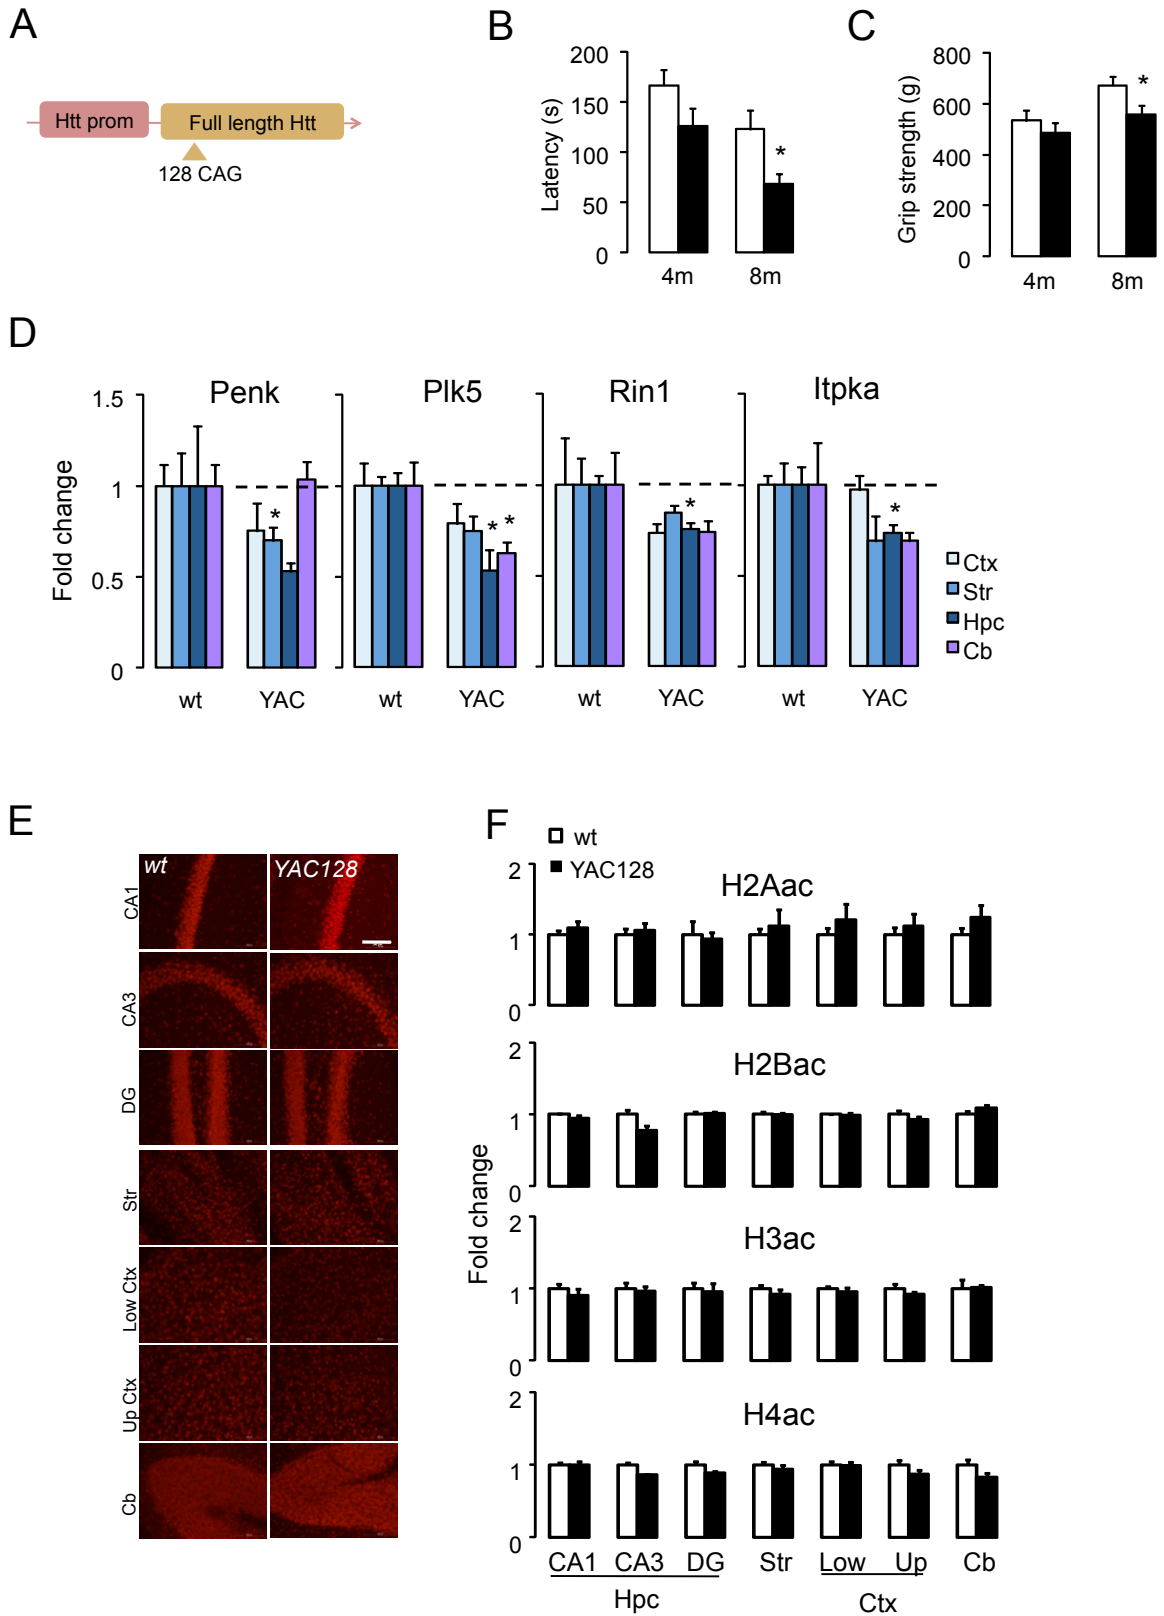 A
Htt prom
Full length Htt
128 CAG
B
Latency (s)
200
150
100
50
0
*
4m
8m
C
Grip strength (g)
800
600
400
200
0
*
4m
8m
D
Fold change
1.5
1
0.5
0
Penk
Plk5
Rin1
Itpka
*
* *
*
*
wt
YAC
wt
YAC
wt
YAC
wt
YAC
Ctx
Str
Hpc
Cb
E
wt
YAC128
CA1
CA3
DG
Str
Low Ctx
Up Ctx
Cb
F
wt
YAC128
Fold change
H2Aac
2
1
0
H2Bac
2
1
0
H3ac
2
1
0
H4ac
2
1
0
CA1 CA3 DG Str Low Up Cb
Hpc Ctx